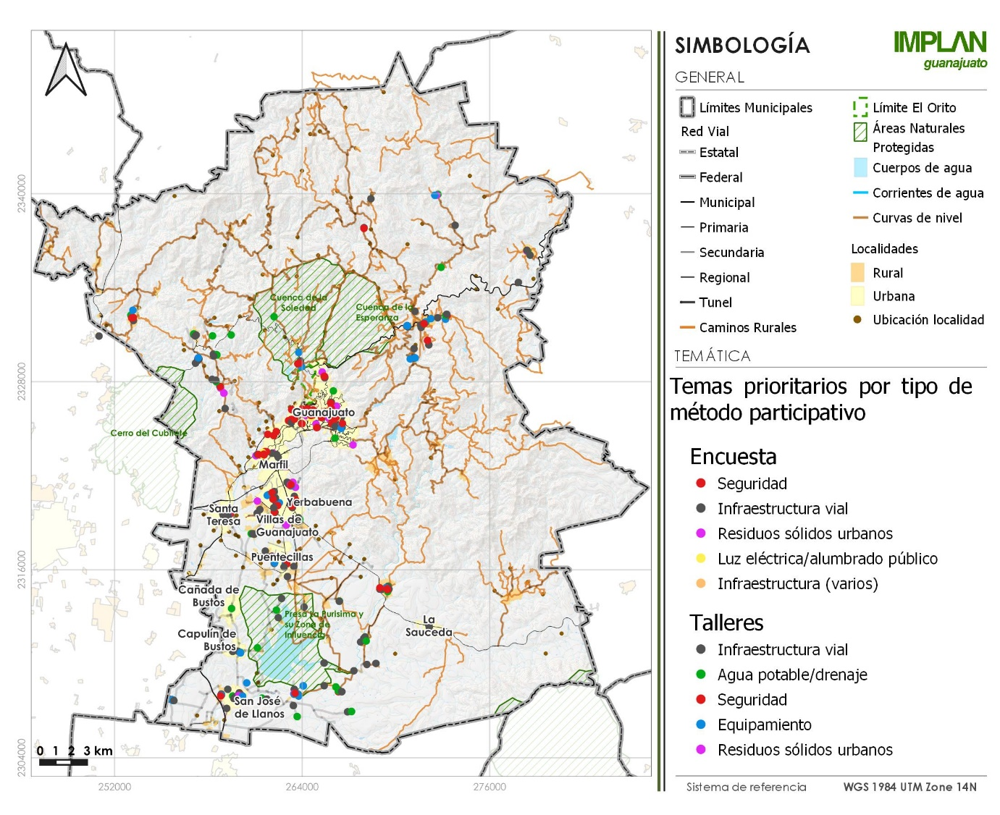 SIMBOLOGÍA
IMPLAN
guanajuato
GENERAL
Límites Municipales
Red Vial
Estatal
Federal
Municipal
Primaria
Secundaria
Regional
Tunel
Caminos Rurales
Límite El Orito
Áreas Naturales
Protegidas
Cuerpos de agua
Corrientes de agua
Curvas de nivel
Localidades
Rural
Urbana
Ubicación localidad
TEMÁTICA
Temas prioritarios por tipo de
método participativo
Encuesta
Seguridad
Infraestructura vial
Residuos sólidos urbanos
Luz eléctrica/alumbrado público
Infraestructura (varios)
Talleres
Infraestructura vial
Agua potable/drenaje
Seguridad
Equipamiento
Residuos sólidos urbanos
Sistema de referencia
WGS 1984 UTM Zone 14N
2340000
2328000
2316000
2304000
252000
264000
276000
Cuenca de la
Soledad
Cuenca de la
Esperanza
Cerro del Cubilete
Guanajuato
Marfil
Yerbabuena
Santa
Teresa
Villas de
Guanajuato
Puentecillas
Cañada de
Bustos
Presa La Purisima y
su Zona de
Influencia
Capulín de
Bustos
La
Sauceda
San José
de Llanos
0 1 2 3 km